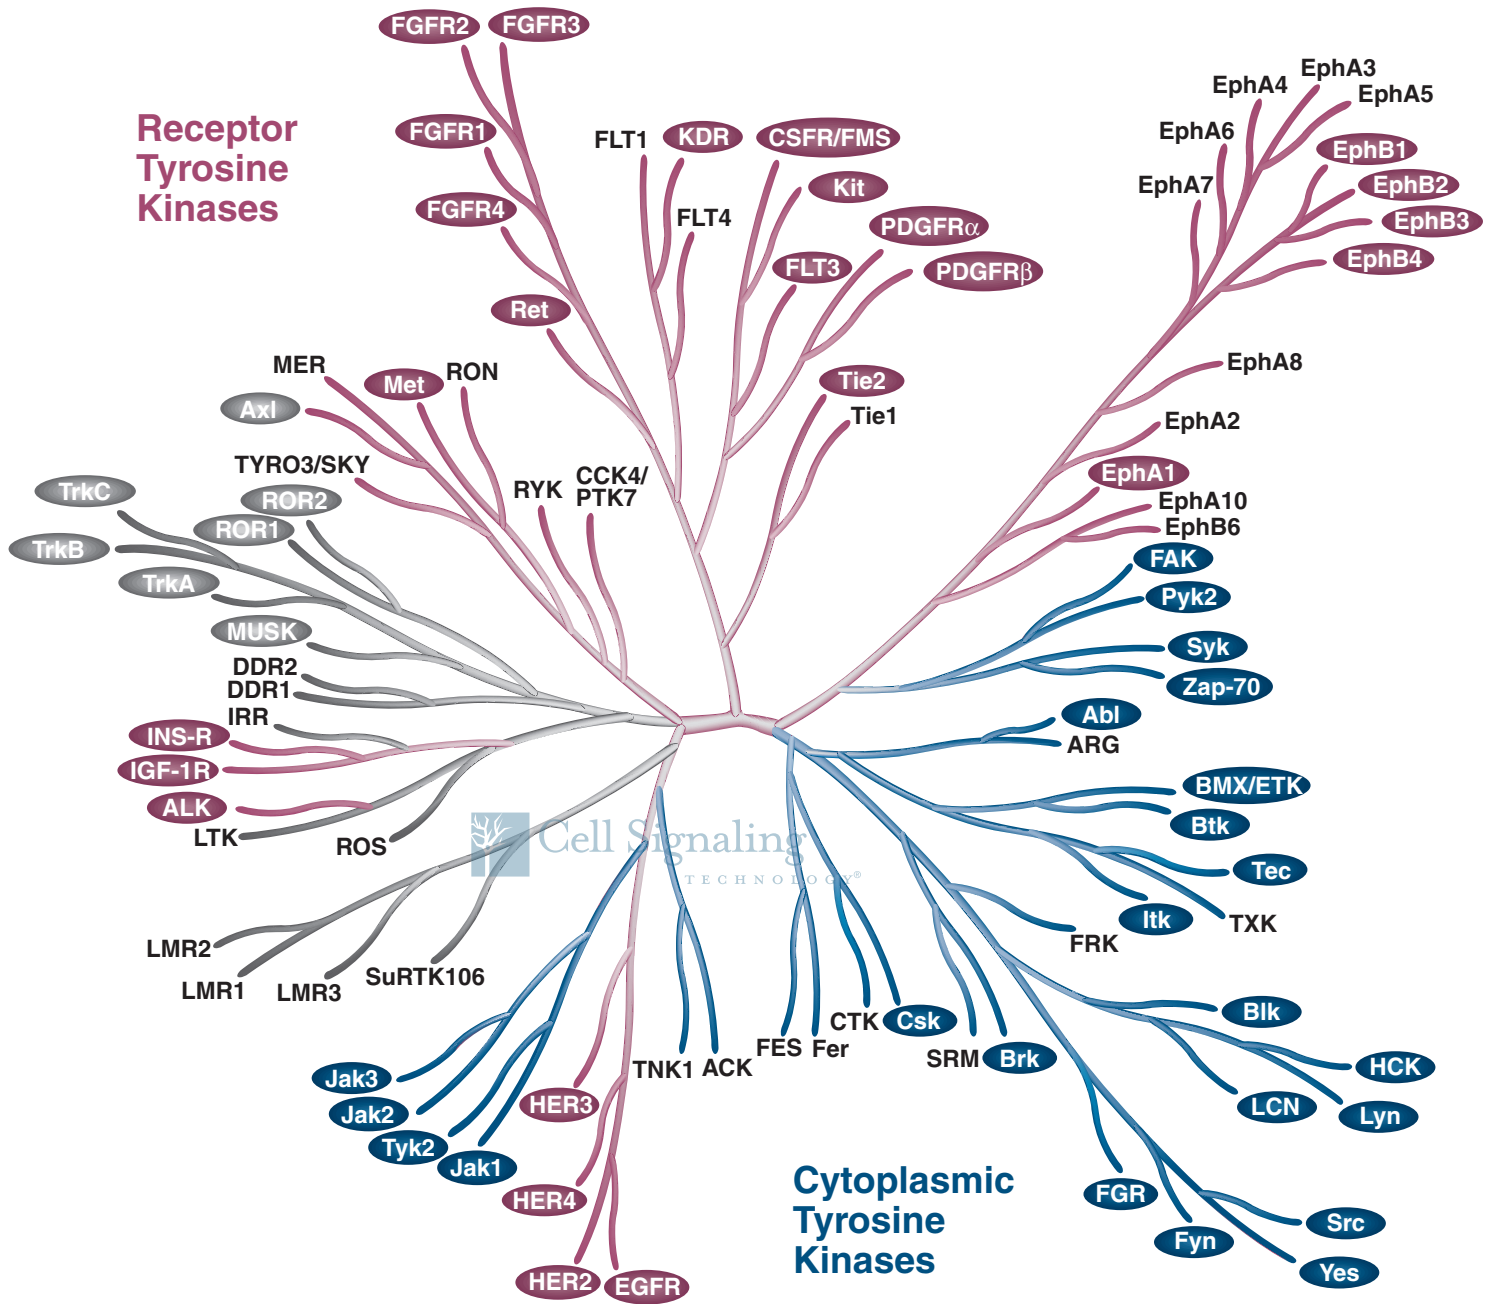 FGFR2
FGFR3
Receptor
Tyrosine
Kinases
FGFR1
FGFR4
Ret
FLT1
KDR
FLT4
CSFR/FMS
Kit
PDGFRα
FLT3
PDGFRβ
Tie2
Tie1
EphA3
EphA4
EphA5
EphA6
EphB1
EphA7
EphB2
EphB3
EphB4
EphA8
EphA2
EphA1
EphA10
EphB6
MER
Met
RON
Axl
TYRO3/SKY
RYK
CCK4/
PTK7
TrkC
ROR2
ROR1
TrkB
TrkA
MUSK
DDR2
DDR1
IRR
INS-R
IGF-1R
ALK
LTK
ROS
FAK
Pyk2
Syk
Zap-70
Abl
ARG
BMX/ETK
Btk
Tec
Itk
TXK
FRK
Cell Signaling
TECHNOLOGY®
LMR2
LMR1
LMR3
SuRTK106
Jak3
Jak2
Tyk2
Jak1
HER3
HER4
HER2
EGFR
TNK1
ACK
FES
Fer
CTK
Csk
SRM
Brk
Blk
HCK
LCN
Lyn
FGR
Fyn
Src
Yes
Cytoplasmic
Tyrosine
Kinases